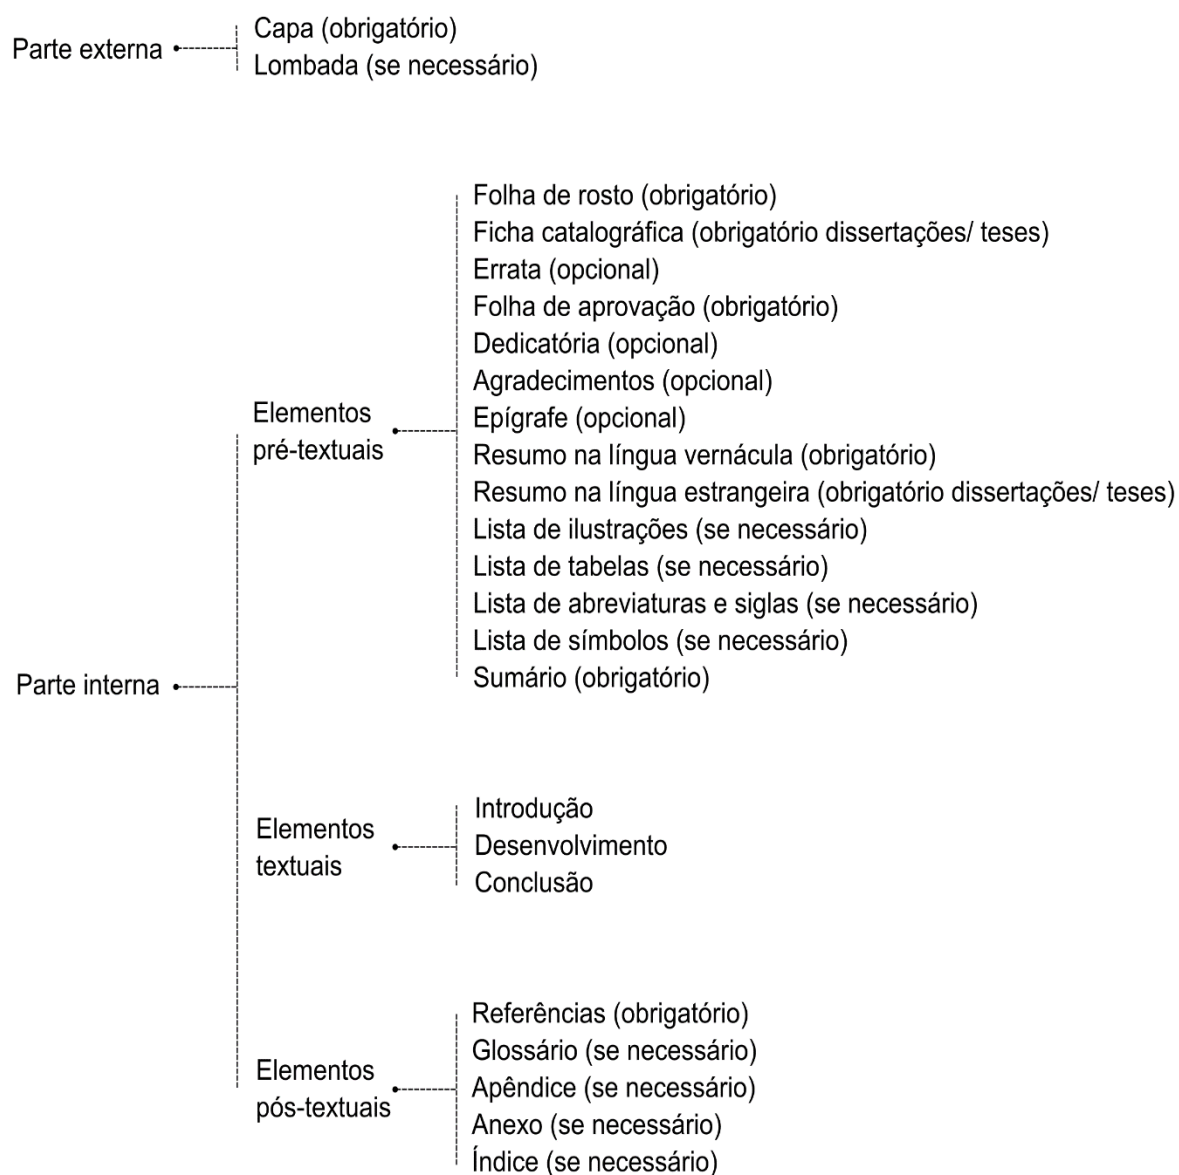 Parte externa
Capa (obrigatório)
Lombada (se necessário)
Parte interna
Elementos
pré-textuais
Folha de rosto (obrigatório)
Ficha catalográfica (obrigatório dissertações/ teses)
Errata (opcional)
Folha de aprovação (obrigatório)
Dedicatória (opcional)
Agradecimentos (opcional)
Epígrafe (opcional)
Resumo na língua vernácula (obrigatório)
Resumo na língua estrangeira (obrigatório dissertações/ teses)
Lista de ilustrações (se necessário)
Lista de tabelas (se necessário)
Lista de abreviaturas e siglas (se necessário)
Lista de símbolos (se necessário)
Sumário (obrigatório)
Elementos
textuais
Introdução
Desenvolvimento
Conclusão
Elementos
pós-textuais
Referências (obrigatório)
Glossário (se necessário)
Apêndice (se necessário)
Anexo (se necessário)
Índice (se necessário)